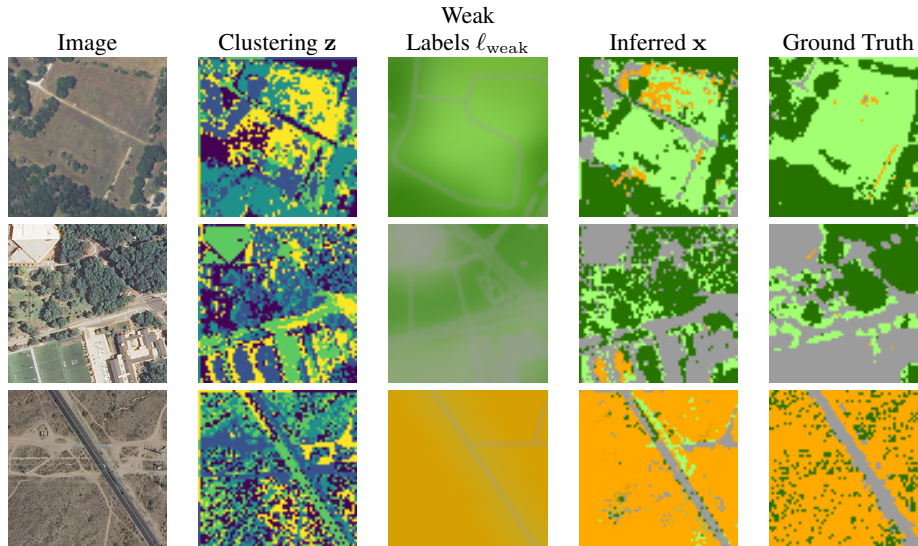 Image
Clustering z
Weak
Labels ℓweak
Inferred x
Ground Truth